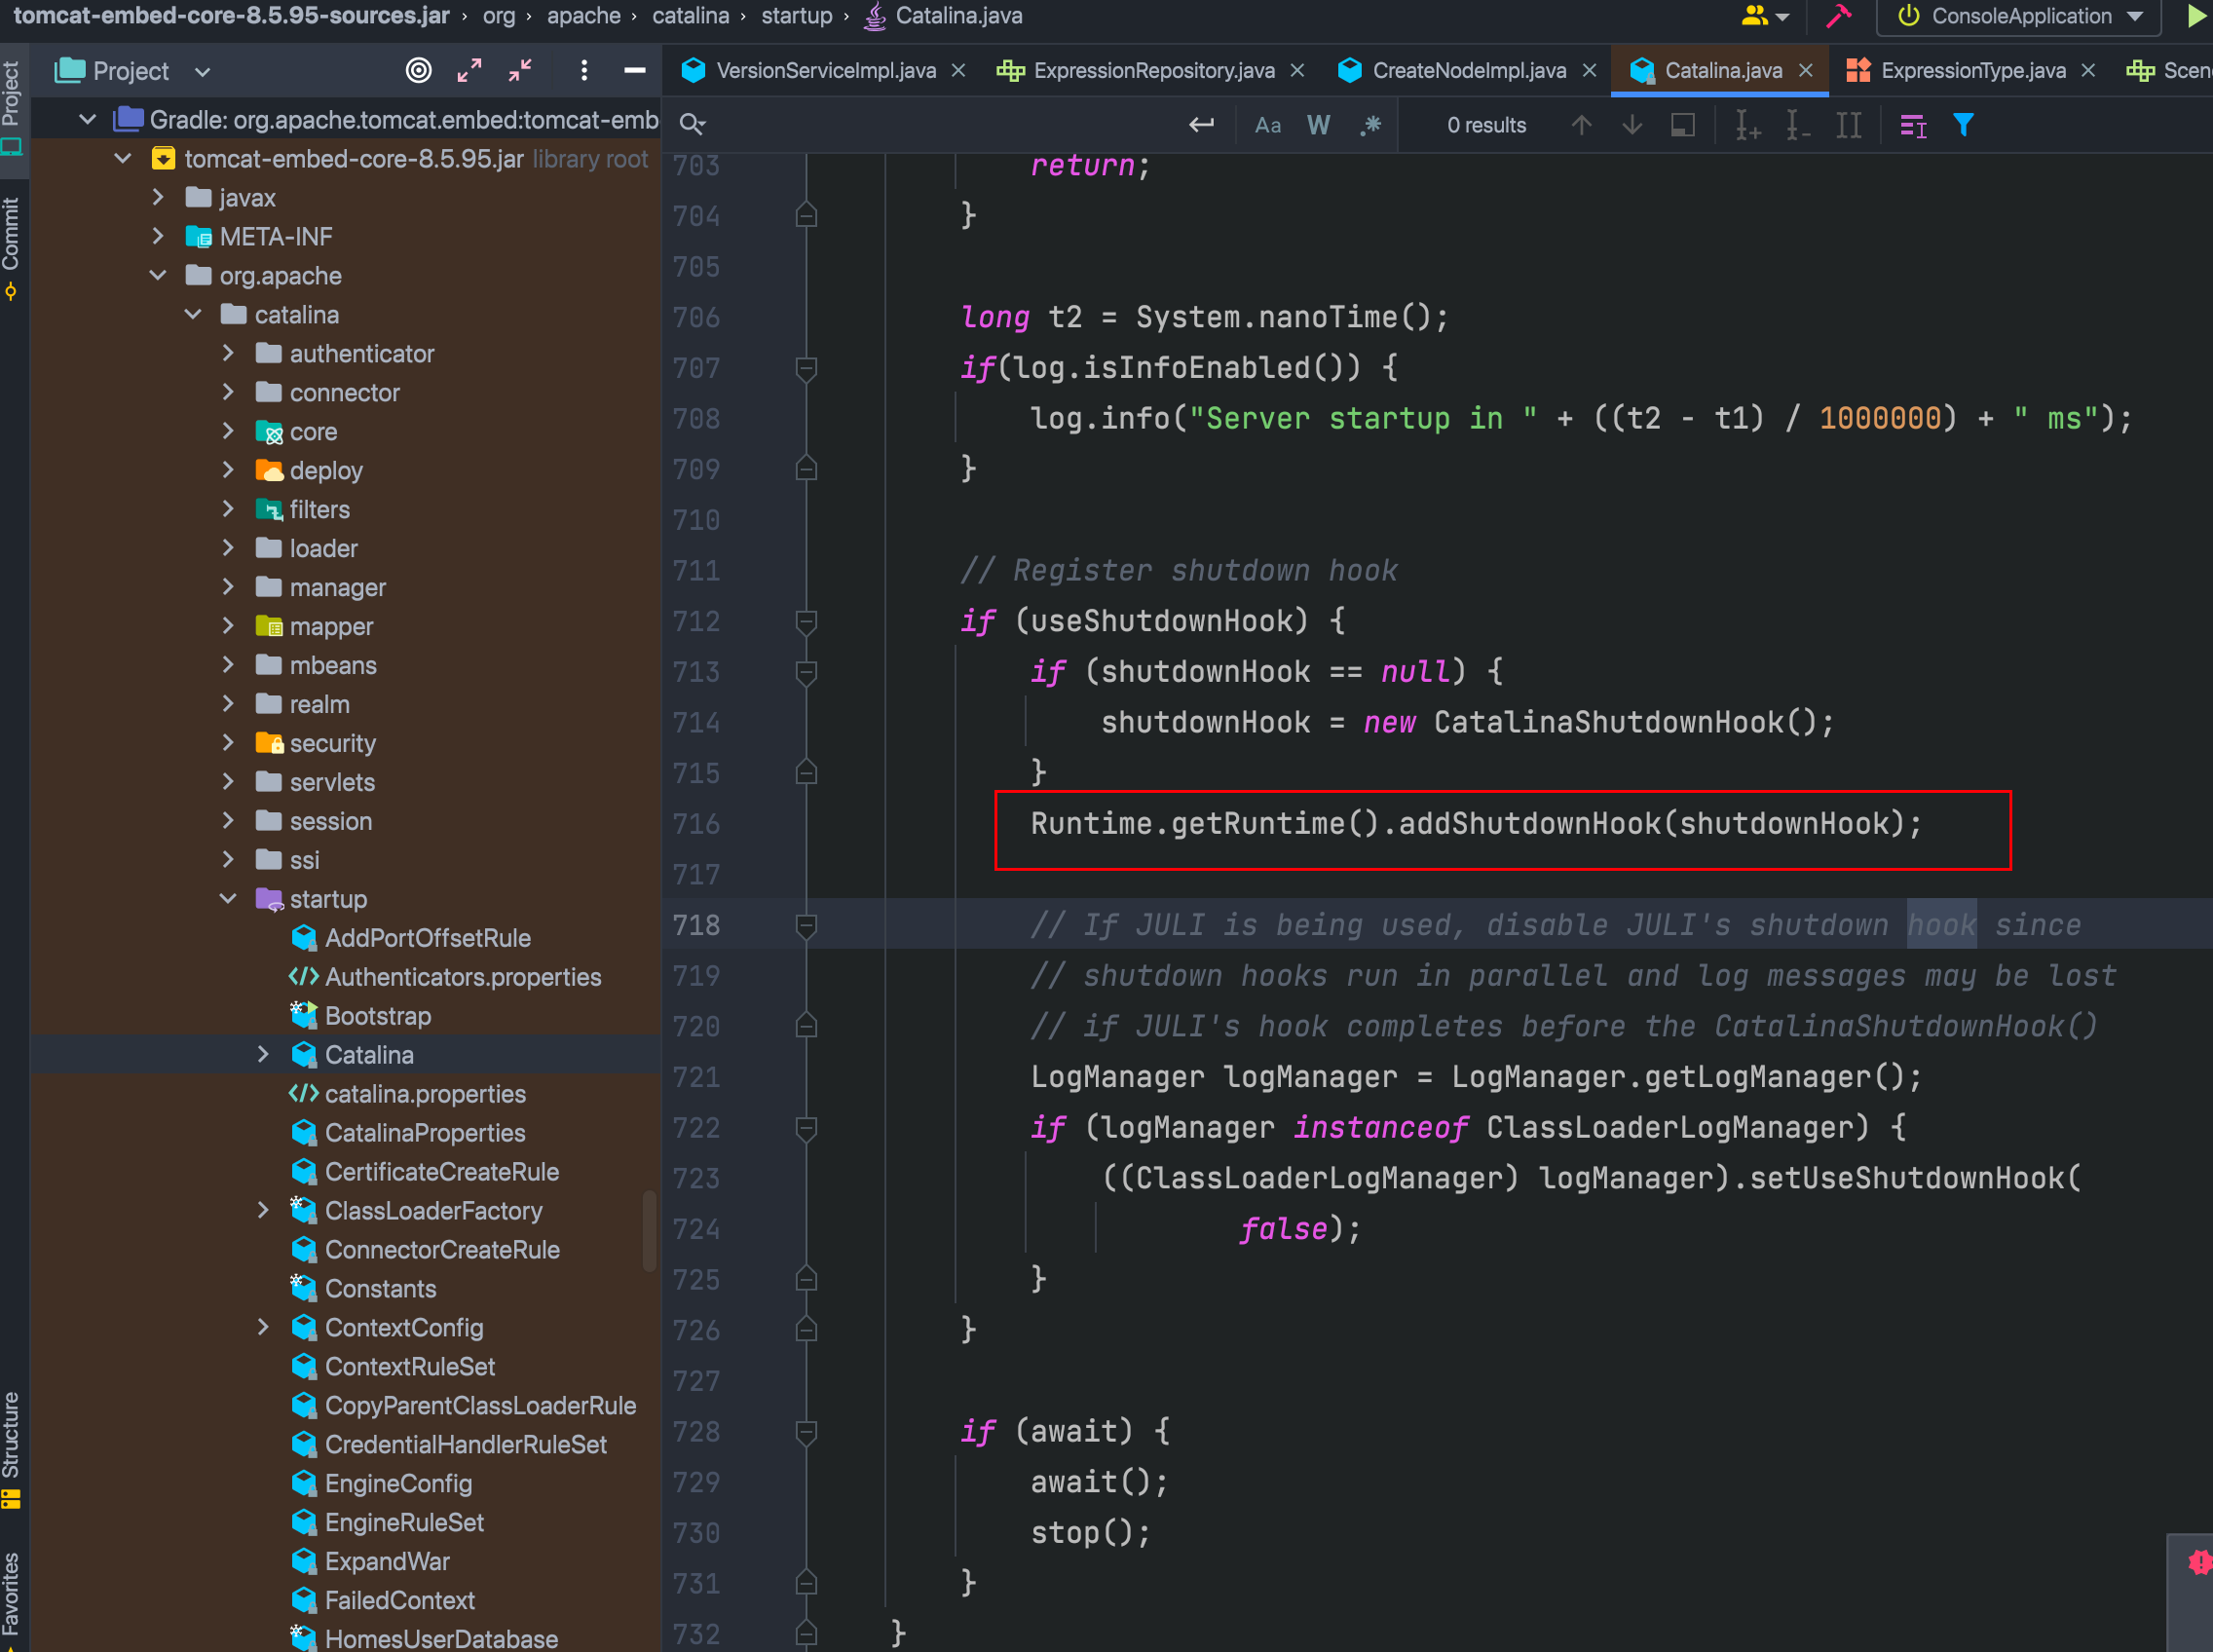 tomcat-embed-core-8.5.95-sources.jar › org › apache › catalina › startup › Catalina.java
ConsoleApplication
Project
VersionServiceImpl.java
ExpressionRepository.java
CreateNodeImpl.java
Catalina.java
ExpressionType.java
Scen
Aa W .* 0 results
Project
Commit
Structure
Favorites
Gradle: org.apache.tomcat.embed:tomcat-emb
tomcat-embed-core-8.5.95.jar library root
javax
META-INF
org.apache
catalina
authenticator
connector
core
deploy
filters
loader
manager
mapper
mbeans
realm
security
servlets
session
ssi
startup
AddPortOffsetRule
Authenticators.properties
Bootstrap
Catalina
catalina.properties
CatalinaProperties
CertificateCreateRule
ClassLoaderFactory
ConnectorCreateRule
Constants
ContextConfig
ContextRuleSet
CopyParentClassLoaderRule
CredentialHandlerRuleSet
EngineConfig
EngineRuleSet
ExpandWar
FailedContext
HomesUserDatabase
703 return;
704 }
705
706 long t2 = System.nanoTime();
707 if(log.isInfoEnabled()) {
708 log.info("Server startup in " + ((t2 - t1) / 1000000) + " ms");
709 }
710
711 // Register shutdown hook
712 if (useShutdownHook) {
713 if (shutdownHook == null) {
714 shutdownHook = new CatalinaShutdownHook();
715 }
716 Runtime.getRuntime().addShutdownHook(shutdownHook);
717
718 // If JULI is being used, disable JULI's shutdown hook since
719 // shutdown hooks run in parallel and log messages may be lost
720 // if JULI's hook completes before the CatalinaShutdownHook()
721 LogManager logManager = LogManager.getLogManager();
722 if (logManager instanceof ClassLoaderLogManager) {
723 ((ClassLoaderLogManager) logManager).setUseShutdownHook(
724 false);
725 }
726 }
727
728 if (await) {
729 await();
730 stop();
731 }
732 }